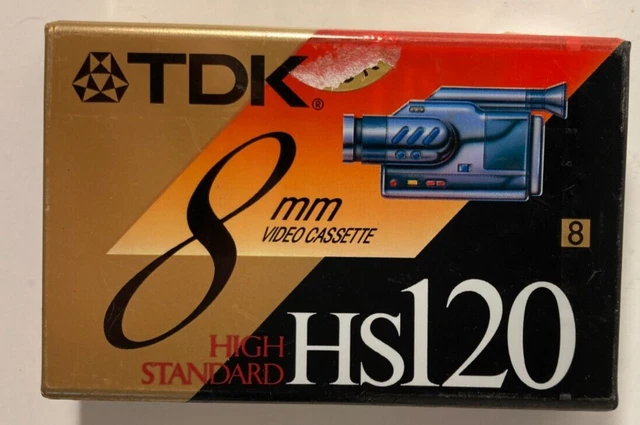 TDK®
8
mm
VIDEO CASSETTE
8
HIGH
STANDARD
HS120